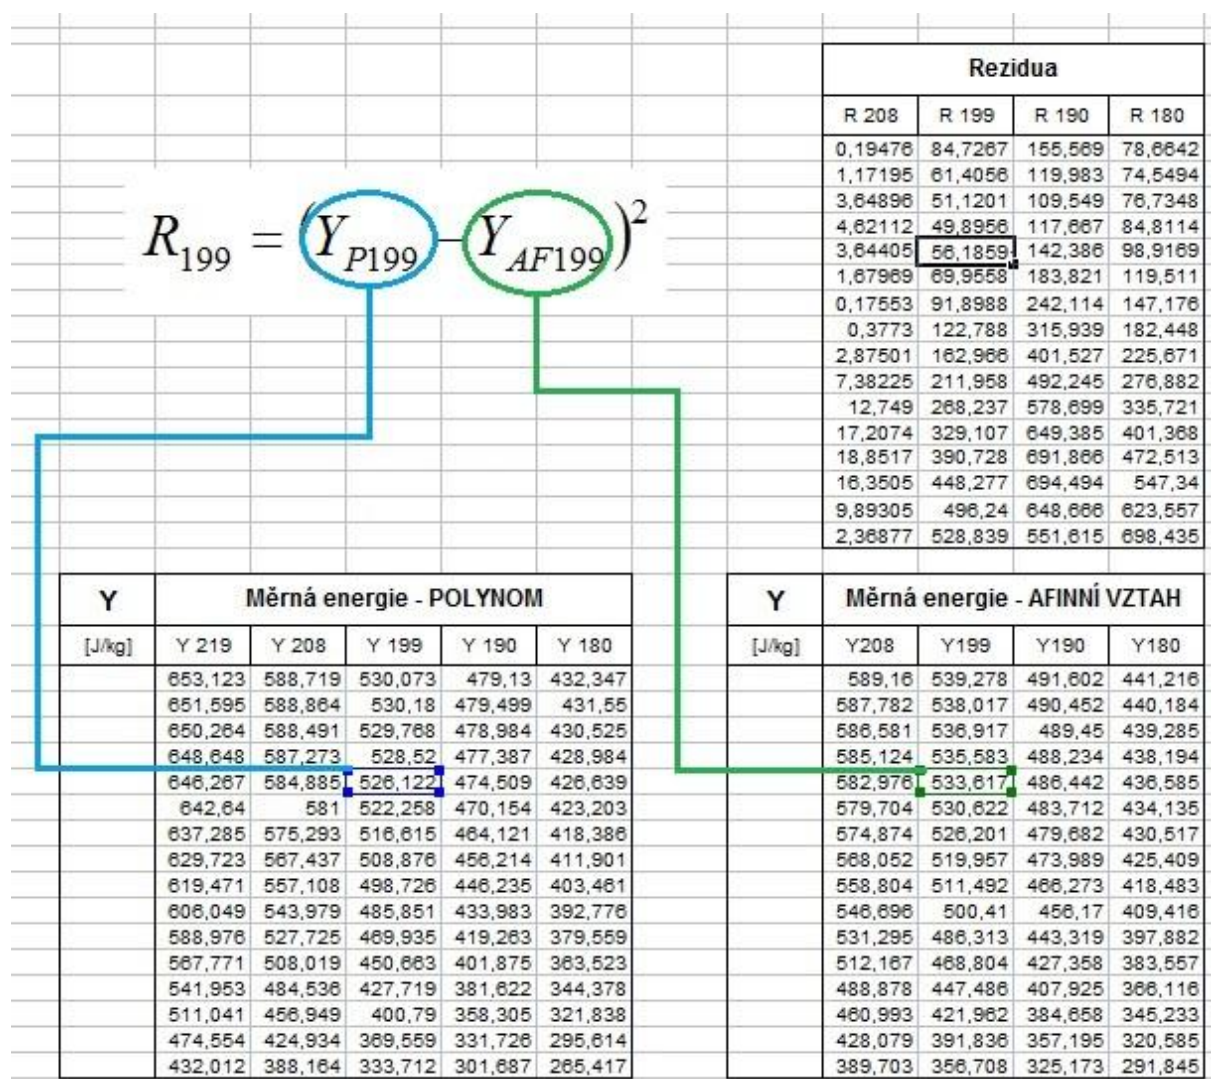 Rezidua
R 208 R 199 R 190 R 180
0,19476 84,7267 155,569 78,6642
1,17195 61,4056 119,983 74,5494
3,64896 51,1201 109,549 76,7348
4,62112 49,8956 117,667 84,8114
3,64405 56,1859 142,386 98,9169
1,67969 69,9558 183,821 119,511
0,17553 91,8988 242,114 147,176
0,3773 122,788 315,939 182,448
2,87501 162,966 401,527 225,671
7,38225 211,958 492,245 276,882
12,749 268,237 578,699 335,721
17,2074 329,107 649,385 401,368
18,8517 390,728 691,866 472,513
16,3505 448,277 694,494 547,34
9,89305 496,24 648,666 623,557
2,36877 528,839 551,615 698,435
R199 = (YP199 – YAF199)²
Y Měrná energie - POLYNOM
[J/kg] Y 219 Y 208 Y 199 Y 190 Y 180
653,123 588,719 530,073 479,13 432,347
651,595 588,864 530,18 479,499 431,55
650,264 588,491 529,768 478,984 430,525
648,648 587,273 528,52 477,387 428,984
646,267 584,885 526,122 474,509 426,639
642,64 581 522,258 470,154 423,203
637,285 575,293 516,615 464,121 418,386
629,723 567,437 508,876 456,214 411,901
619,471 557,108 498,726 446,235 403,461
606,049 543,979 485,851 433,983 392,776
588,976 527,725 469,935 419,263 379,559
567,771 508,019 450,663 401,875 363,523
541,953 484,536 427,719 381,622 344,378
511,041 456,949 400,79 358,305 321,838
474,554 424,934 369,559 331,726 295,614
432,012 388,164 333,712 301,687 265,417
Y Měrná energie - AFINNÍ VZTAH
[J/kg] Y208 Y199 Y190 Y180
589,16 539,278 491,602 441,216
587,782 538,017 490,452 440,184
586,581 536,917 489,45 439,285
585,124 535,583 488,234 438,194
582,976 533,617 486,442 436,585
579,704 530,622 483,712 434,135
574,874 526,201 479,682 430,517
568,052 519,957 473,989 425,409
558,804 511,492 466,273 418,483
546,696 500,41 456,17 409,416
531,295 486,313 443,319 397,882
512,167 468,804 427,358 383,557
488,878 447,486 407,925 366,116
460,993 421,962 384,658 345,233
428,079 391,836 357,195 320,585
389,703 356,708 325,173 291,845